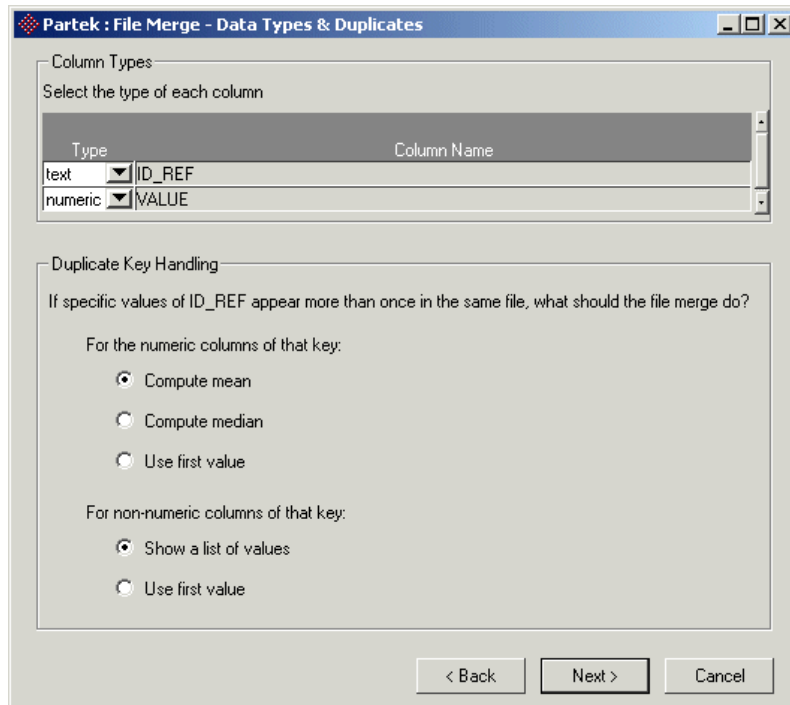 Partek : File Merge - Data Types & Duplicates
Column Types
Select the type of each column
Type Column Name
text ID_REF
numeric VALUE
Duplicate Key Handling
If specific values of ID_REF appear more than once in the same file, what should the file merge do?
For the numeric columns of that key:
Compute mean
Compute median
Use first value
For non-numeric columns of that key:
Show a list of values
Use first value
< Back Next > Cancel